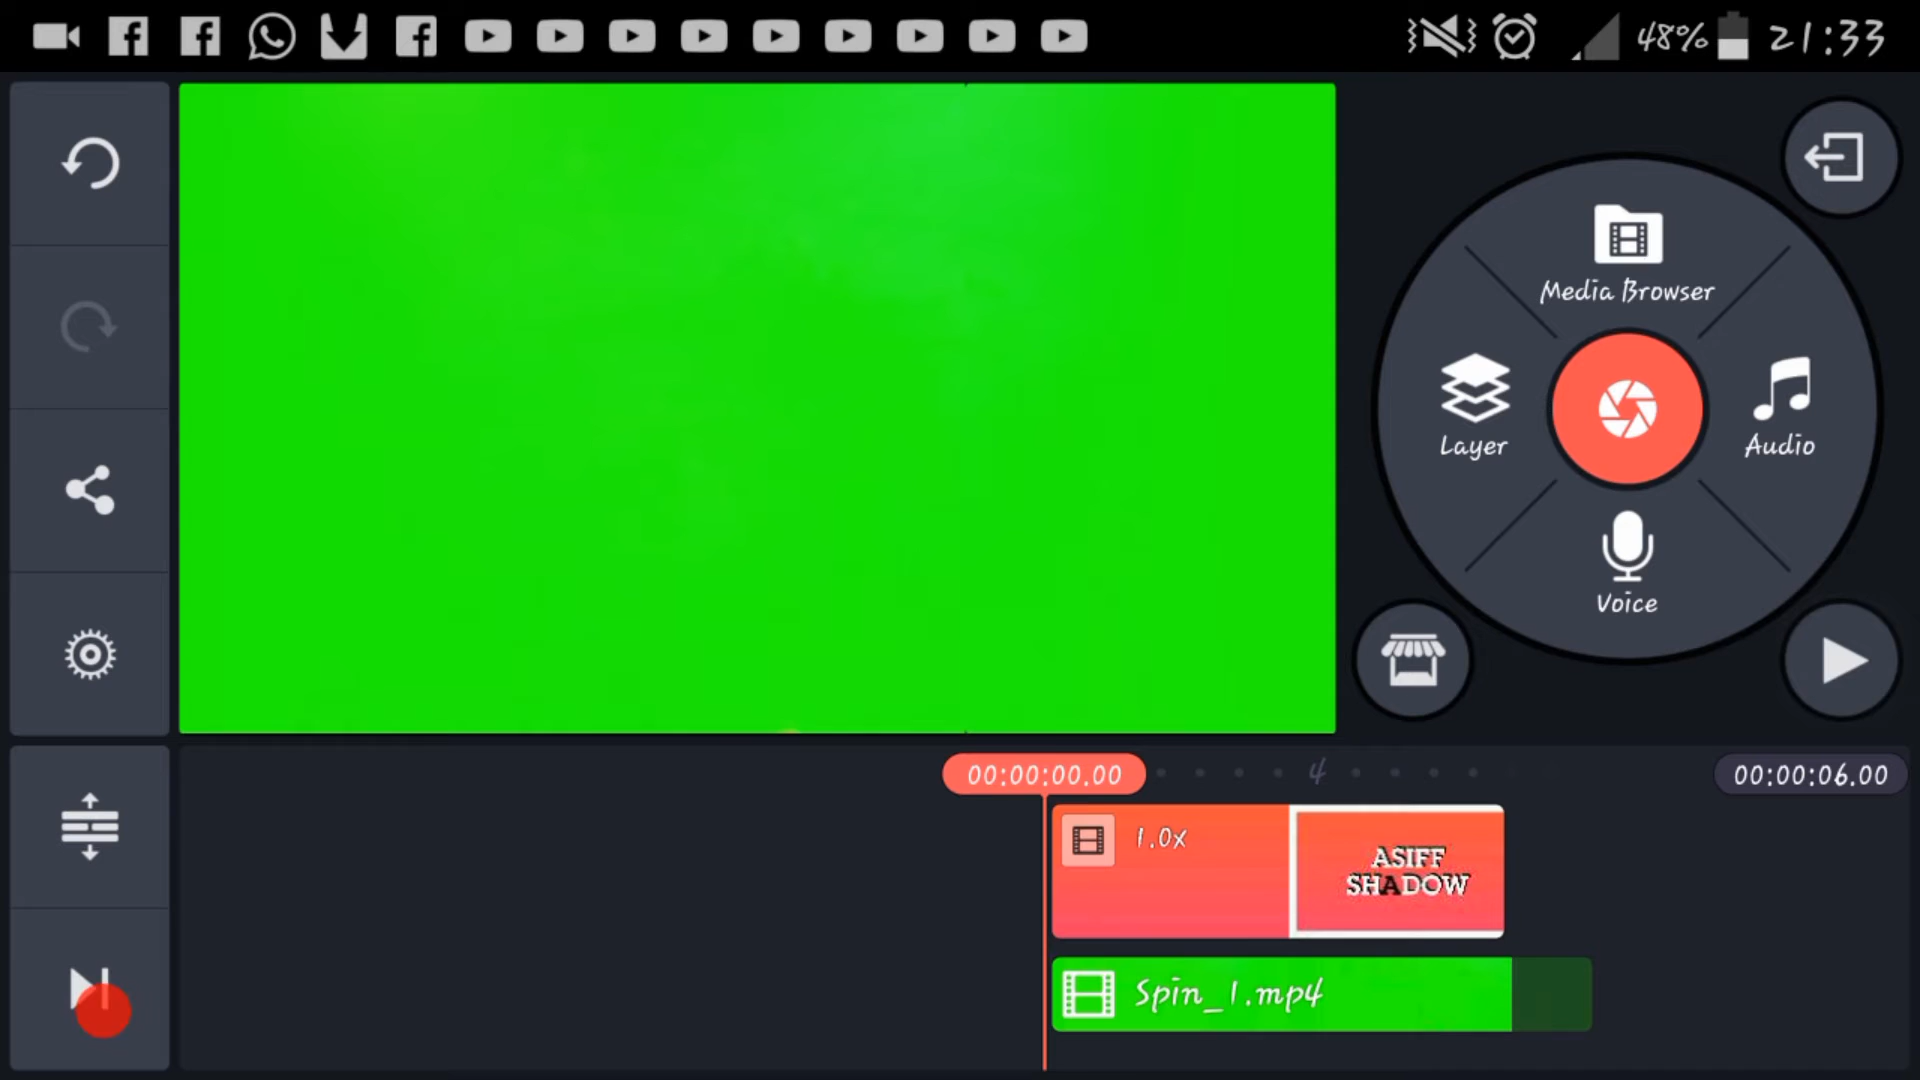 48% 21:33
Media Browser
Layer
Audio
Voice
00:00:00.00
4
00:00:06.00
1.0x
ASIFF
SHADOW
Spin_1.mp4